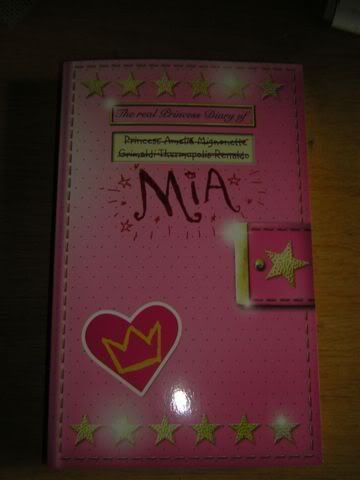 The real Princess Diary of
Princess Amelia Mignonette
Grimaldi Thermopolis Renaldo
MiA